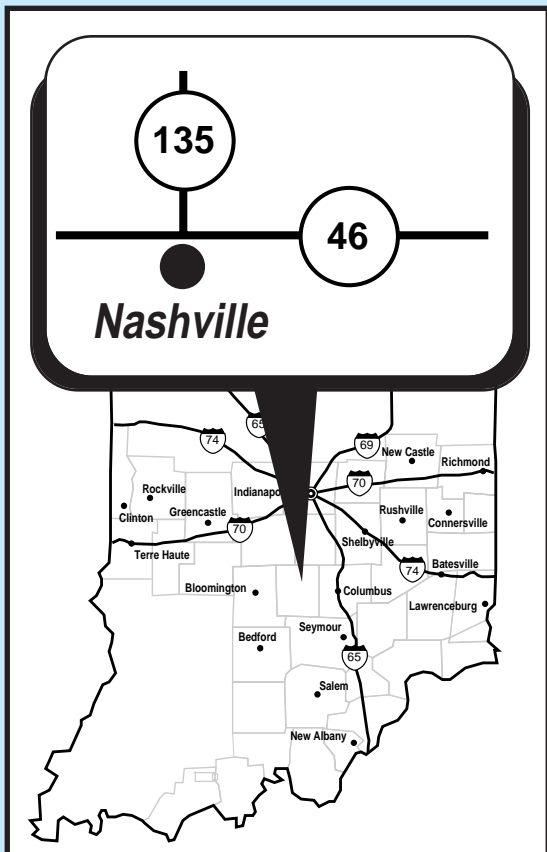 135
46
Nashville
65
74
69
New Castle
Richmond
70
Rockville
Clinton
Greencastle
70
Rushville
Connersville
Shelbyville
Terre Haute
74
Batesville
Bloomington
Columbus
Lawrenceburg
Seymour
Bedford
65
Salem
New Albany